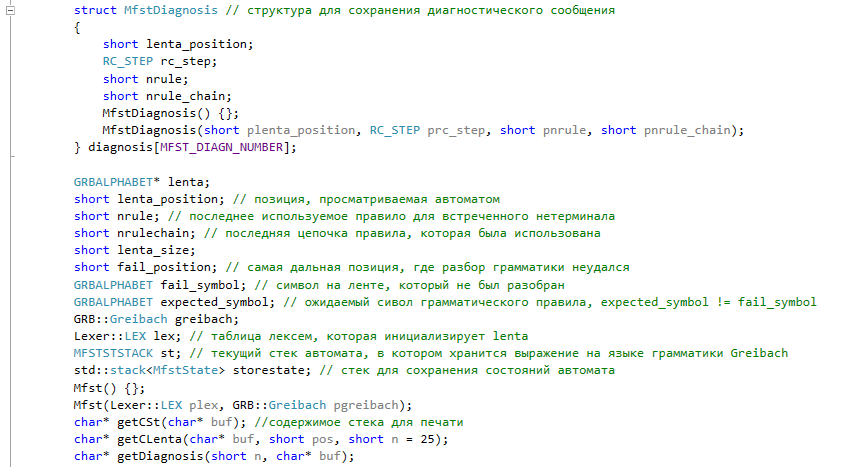 struct MfstDiagnosis // структура для сохранения диагностического сообщения
{
short lenta_position;
RC_STEP rc_step;
short nrule;
short nrule_chain;
MfstDiagnosis() {};
MfstDiagnosis(short plenta_position, RC_STEP prc_step, short pnrule, short pnrule_chain);
} diagnosis[MFST_DIAGN_NUMBER];
GRBALPHABET* lenta;
short lenta_position; // позиция, просматриваемая автоматом
short nrule; // последнее используемое правило для встреченного нетерминала
short nrulechain; // последняя цепочка правила, которая была использована
short lenta_size;
short fail_position; // самая дальная позиция, где разбор грамматики неудался
GRBALPHABET fail_symbol; // символ на ленте, который не был разобран
GRBALPHABET expected_symbol; // ожидаемый сивол грамматического правила, expected_symbol != fail_symbol
GRB::Greibach greibach;
Lexer::LEX lex; // таблица лексем, которая инициализирует lenta
MFSTSTSTACK st; // текущий стек автомата, в котором хранится выражение на языке грамматики Greibach
std::stack<MfstState> storestate; // стек для сохранения состояний автомата
Mfst() {};
Mfst(Lexer::LEX plex, GRB::Greibach pgreibach);
char* getCSt(char* buf); //содержимое стека для печати
char* getCLenta(char* buf, short pos, short n = 25);
char* getDiagnosis(short n, char* buf);